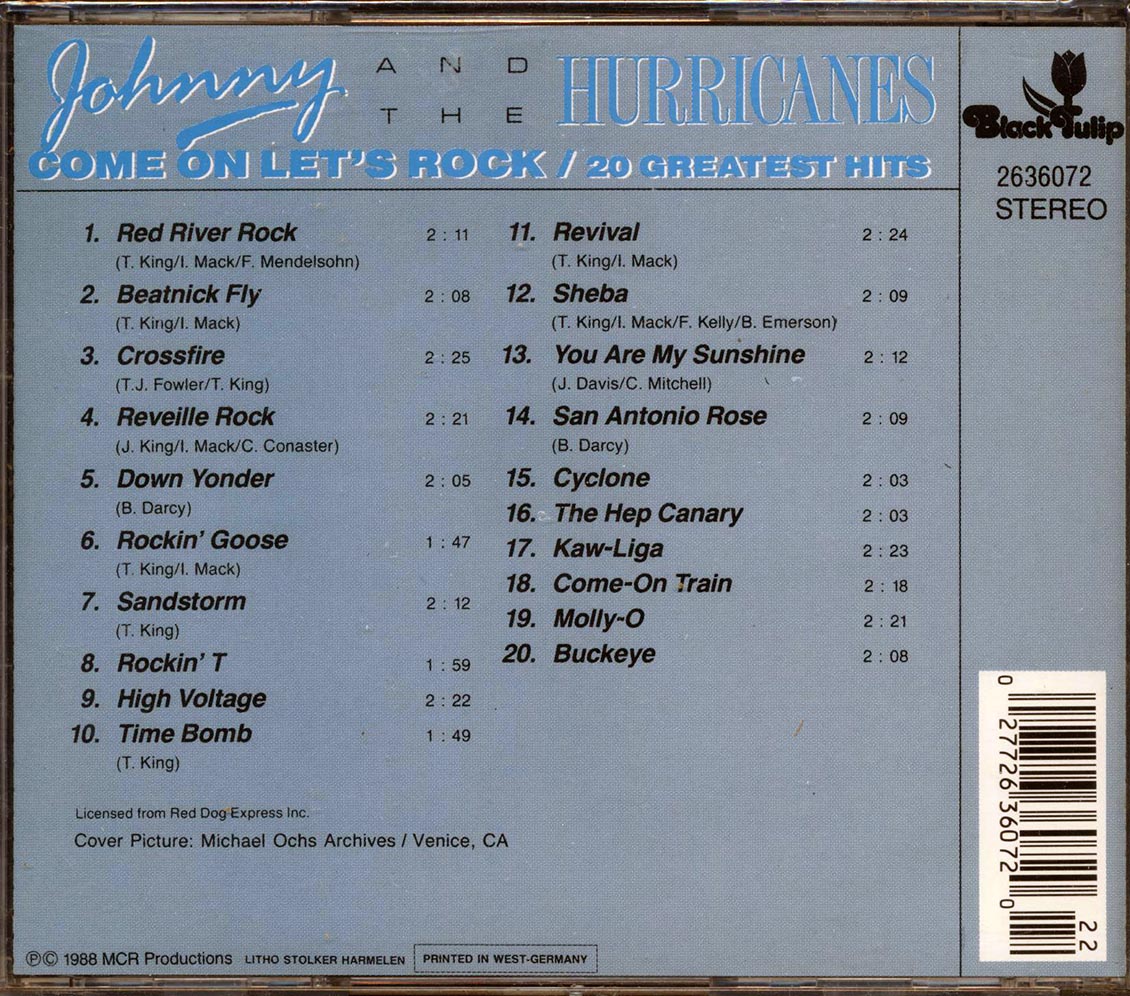 Johnny AND THE HURRICANES
COME ON LET'S ROCK / 20 GREATEST HITS
1. Red River Rock 2 : 11
(T. King/I. Mack/F. Mendelsohn)
2. Beatnick Fly 2 : 08
(T. King/I. Mack)
3. Crossfire 2 : 25
(T.J. Fowler/T. King)
4. Reveille Rock 2 : 21
(J. King/I. Mack/C. Conaster)
5. Down Yonder 2 : 05
(B. Darcy)
6. Rockin' Goose 1 : 47
(T. King/I. Mack)
7. Sandstorm 2 : 12
(T. King)
8. Rockin' T 1 : 59
9. High Voltage 2 : 22
10. Time Bomb 1 : 49
(T. King)
11. Revival 2 : 24
(T. King/I. Mack)
12. Sheba 2 : 09
(T. King/I. Mack/F. Kelly/B. Emerson)
13. You Are My Sunshine 2 : 12
(J. Davis/C. Mitchell)
14. San Antonio Rose 2 : 09
(B. Darcy)
15. Cyclone 2 : 03
16. The Hep Canary 2 : 03
17. Kaw-Liga 2 : 23
18. Come-On Train 2 : 18
19. Molly-O 2 : 21
20. Buckeye 2 : 08
Licensed from Red Dog Express Inc.
Cover Picture: Michael Ochs Archives / Venice, CA
℗© 1988 MCR Productions LITHO STOLKER HARMELEN PRINTED IN WEST-GERMANY
Black Tulip
2636072
STEREO
0 27726 36072 0
22